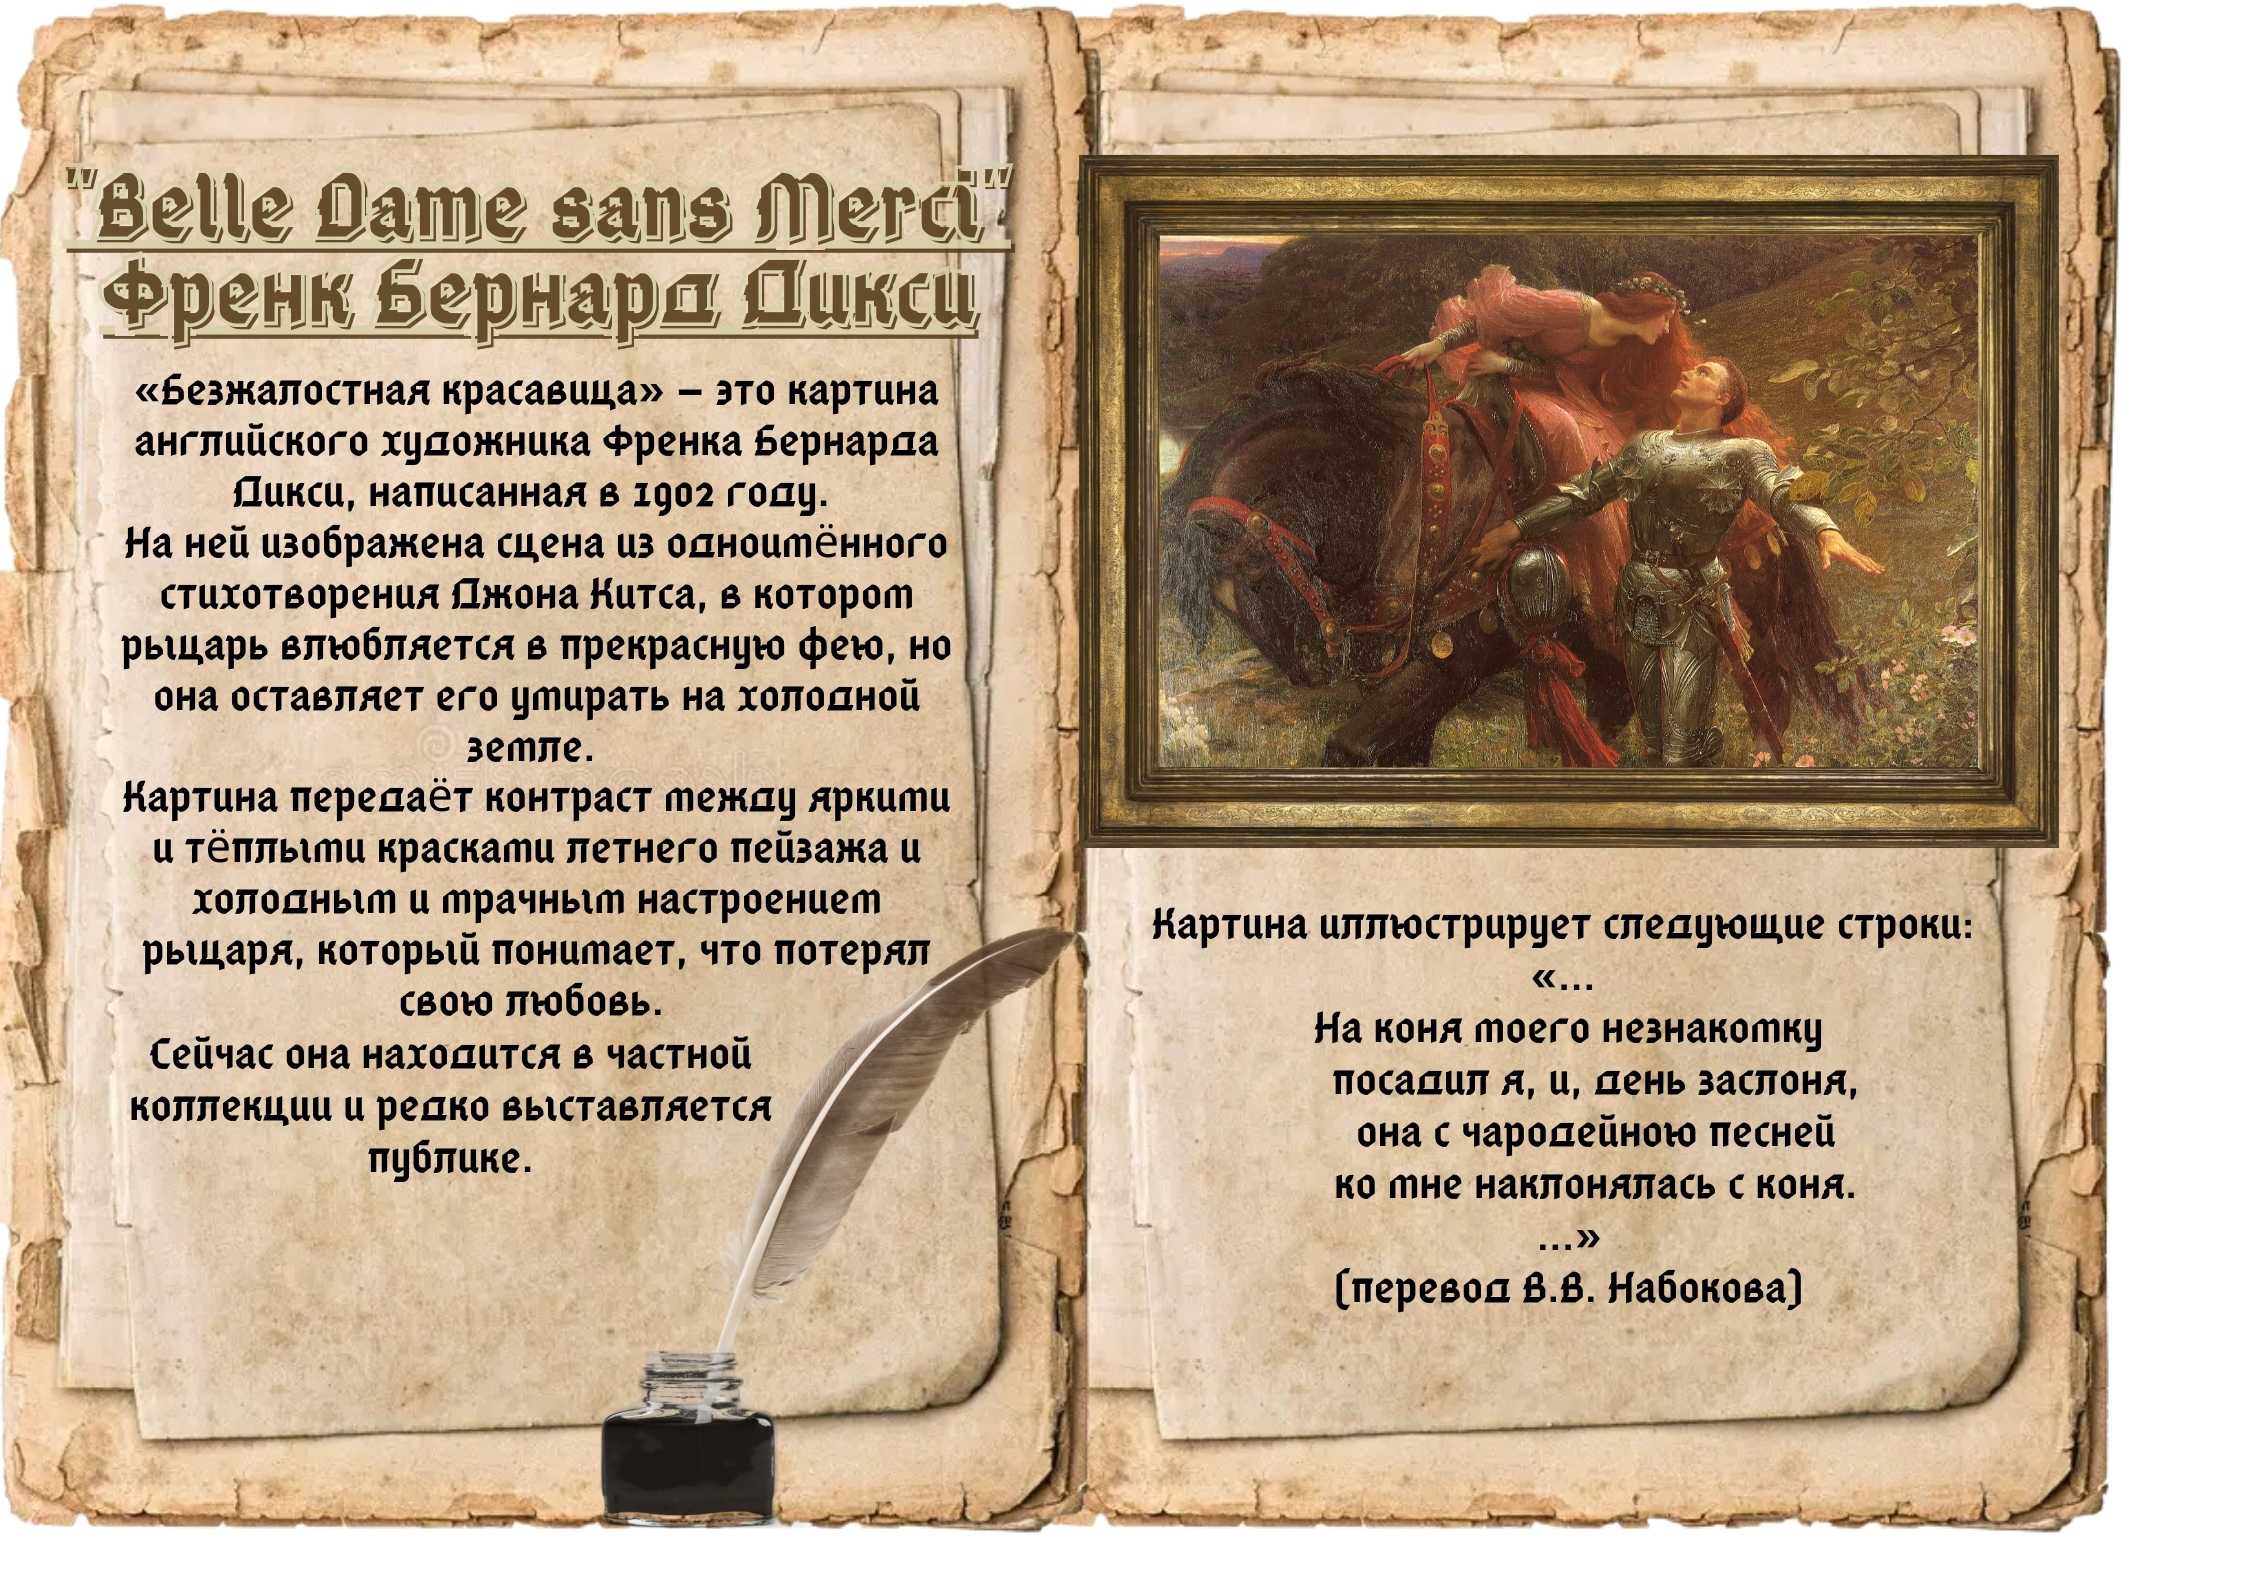 "Belle Dame sans Merci"
Френк Бернард Дикси
«Безжалостная красавица» – это картина
английского художника Френка Бернарда
Дикси, написанная в 1902 году.
На ней изображена сцена из одноимённого
стихотворения Джона Китса, в котором
рыцарь влюбляется в прекрасную фею, но
она оставляет его умирать на холодной
земле.
Картина передаёт контраст между яркими
и тёплыми красками летнего пейзажа и
холодным и мрачным настроением
рыцаря, который понимает, что потерял
свою любовь.
Сейчас она находится в частной
коллекции и редко выставляется
публике.
Картина иллюстрирует следующие строки:
«...
На коня моего незнакомку
посадил я, и, день заслоня,
она с чародейною песней
ко мне наклонялась с коня.
...»
(перевод В.В. Набокова)